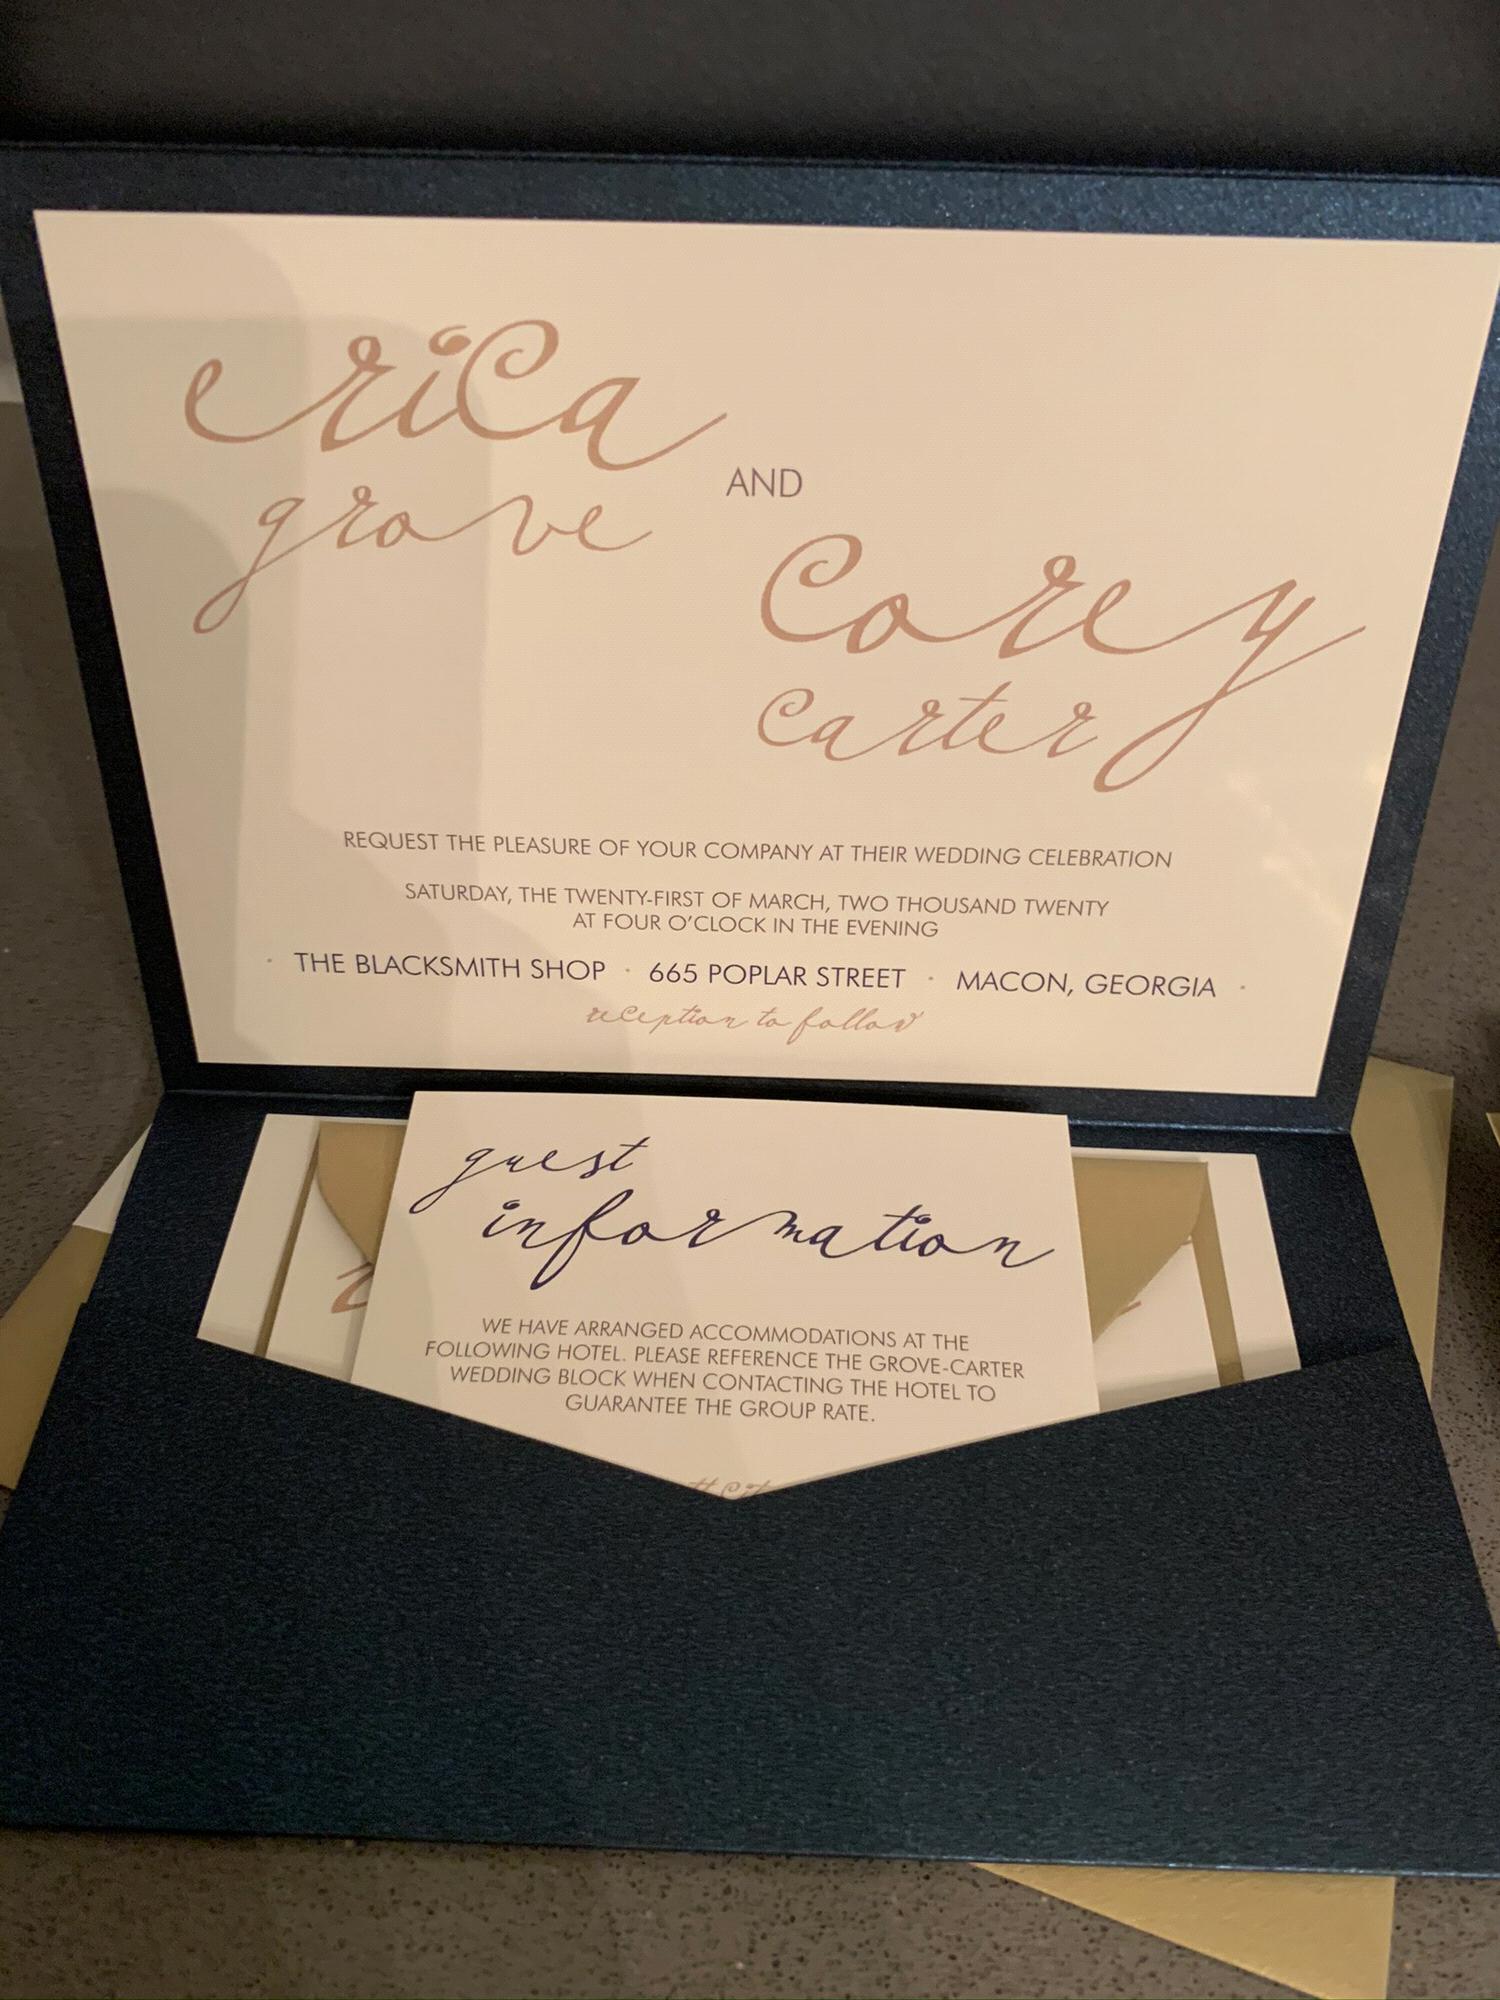 erica
grove
AND
corey
carter
REQUEST THE PLEASURE OF YOUR COMPANY AT THEIR WEDDING CELEBRATION
SATURDAY, THE TWENTY-FIRST OF MARCH, TWO THOUSAND TWENTY
AT FOUR O'CLOCK IN THE EVENING
· THE BLACKSMITH SHOP · 665 POPLAR STREET · MACON, GEORGIA ·
reception to follow
guest
information
WE HAVE ARRANGED ACCOMMODATIONS AT THE
FOLLOWING HOTEL. PLEASE REFERENCE THE GROVE-CARTER
WEDDING BLOCK WHEN CONTACTING THE HOTEL TO
GUARANTEE THE GROUP RATE.